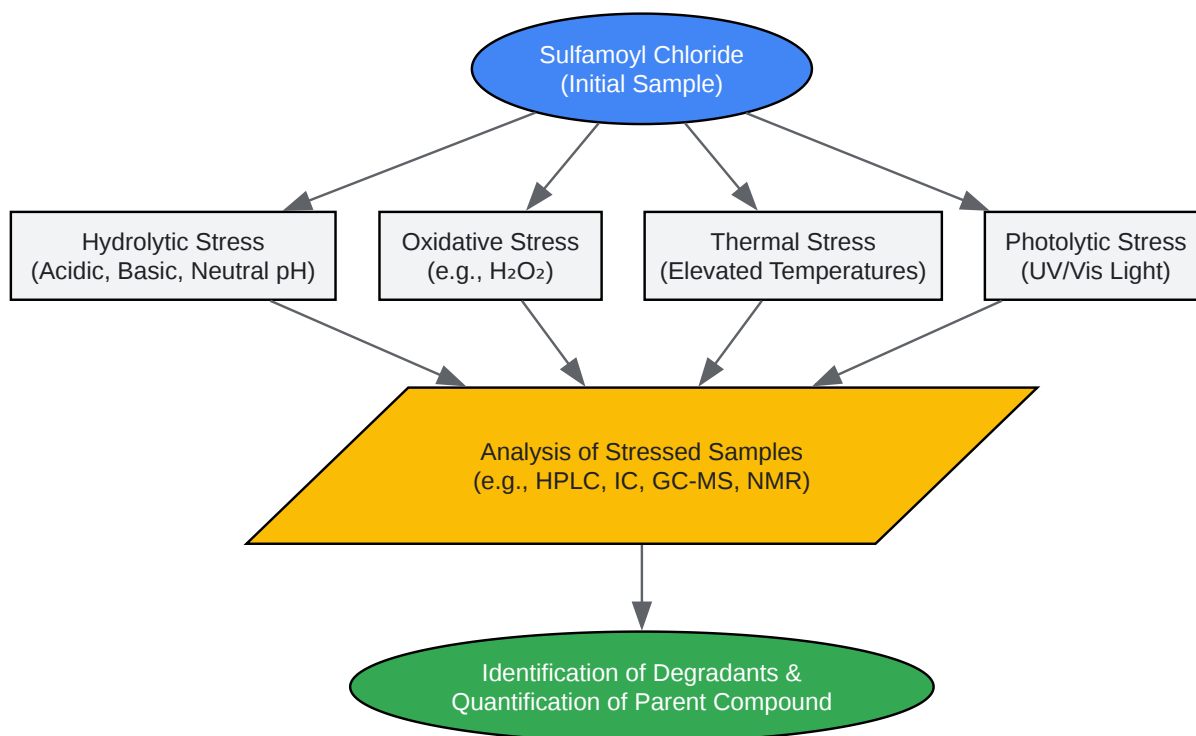 Sulfamoyl Chloride
(Initial Sample)
Hydrolytic Stress
(Acidic, Basic, Neutral pH)
Oxidative Stress
(e.g., H₂O₂)
Thermal Stress
(Elevated Temperatures)
Photolytic Stress
(UV/Vis Light)
Analysis of Stressed Samples
(e.g., HPLC, IC, GC-MS, NMR)
Identification of Degradants &
Quantification of Parent Compound